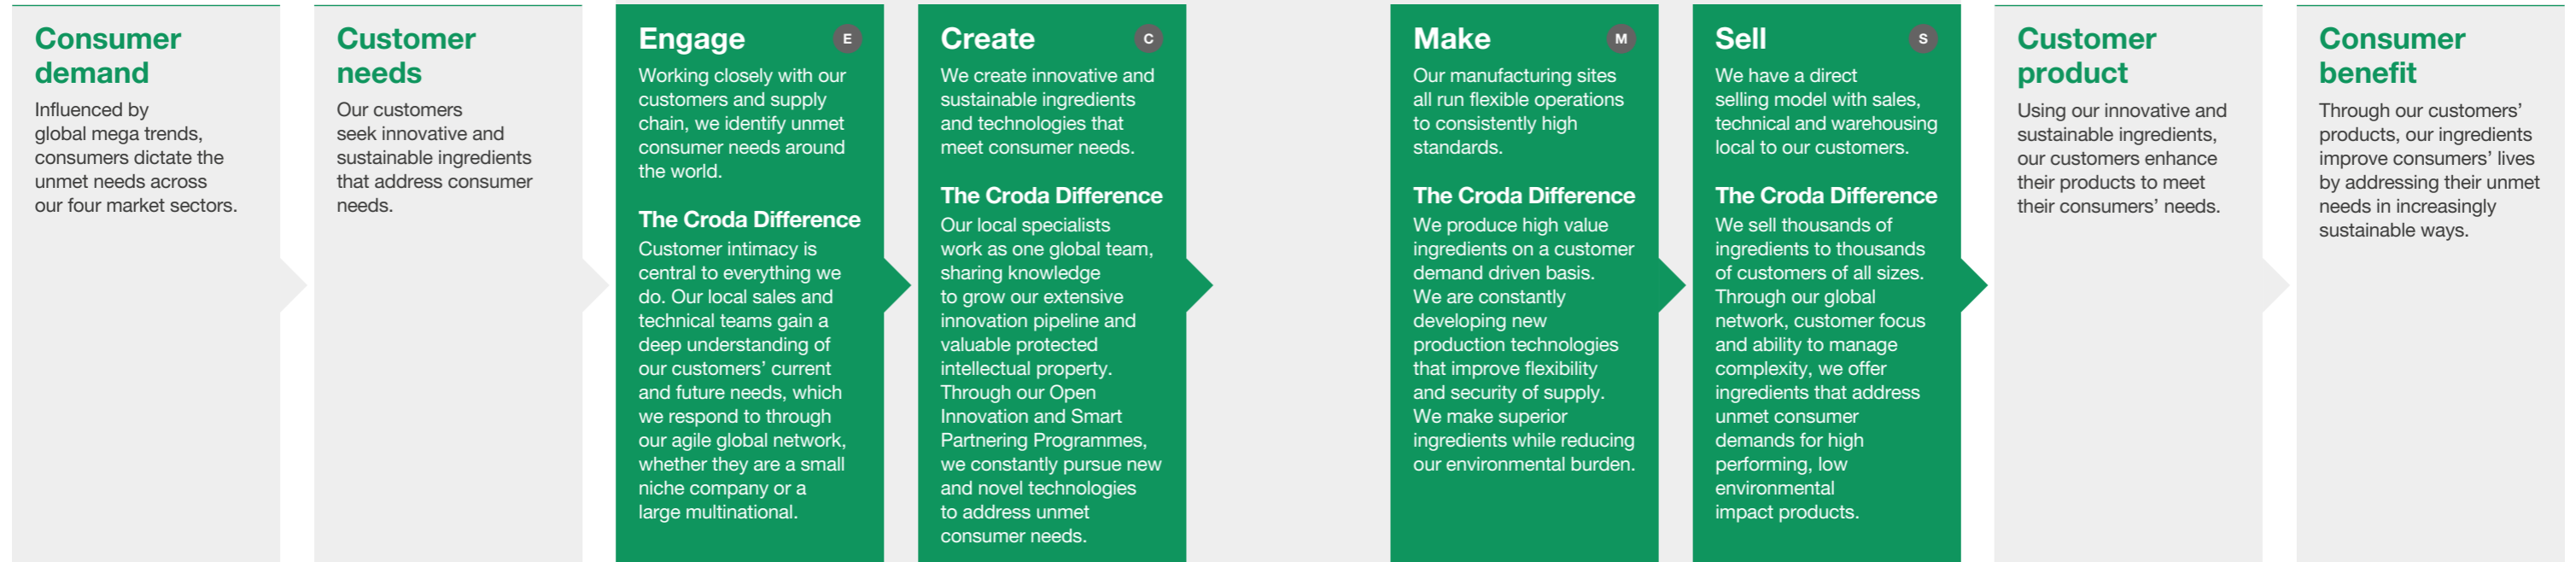 Consumer
demand
Influenced by
global mega trends,
consumers dictate the
unmet needs across
our four market sectors.
Customer
needs
Our customers
seek innovative and
sustainable ingredients
that address consumer
needs.
Engage
E
Working closely with our
customers and supply
chain, we identify unmet
consumer needs around
the world.
The Croda Difference
Customer intimacy is
central to everything we
do. Our local sales and
technical teams gain a
deep understanding of
our customers’ current
and future needs, which
we respond to through
our agile global network,
whether they are a small
niche company or a
large multinational.
Create
C
We create innovative and
sustainable ingredients
and technologies that
meet consumer needs.
The Croda Difference
Our local specialists
work as one global team,
sharing knowledge
to grow our extensive
innovation pipeline and
valuable protected
intellectual property.
Through our Open
Innovation and Smart
Partnering Programmes,
we constantly pursue new
and novel technologies
to address unmet
consumer needs.
Make
M
Our manufacturing sites
all run flexible operations
to consistently high
standards.
The Croda Difference
We produce high value
ingredients on a customer
demand driven basis.
We are constantly
developing new
production technologies
that improve flexibility
and security of supply.
We make superior
ingredients while reducing
our environmental burden.
Sell
S
We have a direct
selling model with sales,
technical and warehousing
local to our customers.
The Croda Difference
We sell thousands of
ingredients to thousands
of customers of all sizes.
Through our global
network, customer focus
and ability to manage
complexity, we offer
ingredients that address
unmet consumer
demands for high
performing, low
environmental
impact products.
Customer
product
Using our innovative and
sustainable ingredients,
our customers enhance
their products to meet
their consumers’ needs.
Consumer
benefit
Through our customers’
products, our ingredients
improve consumers’ lives
by addressing their unmet
needs in increasingly
sustainable ways.